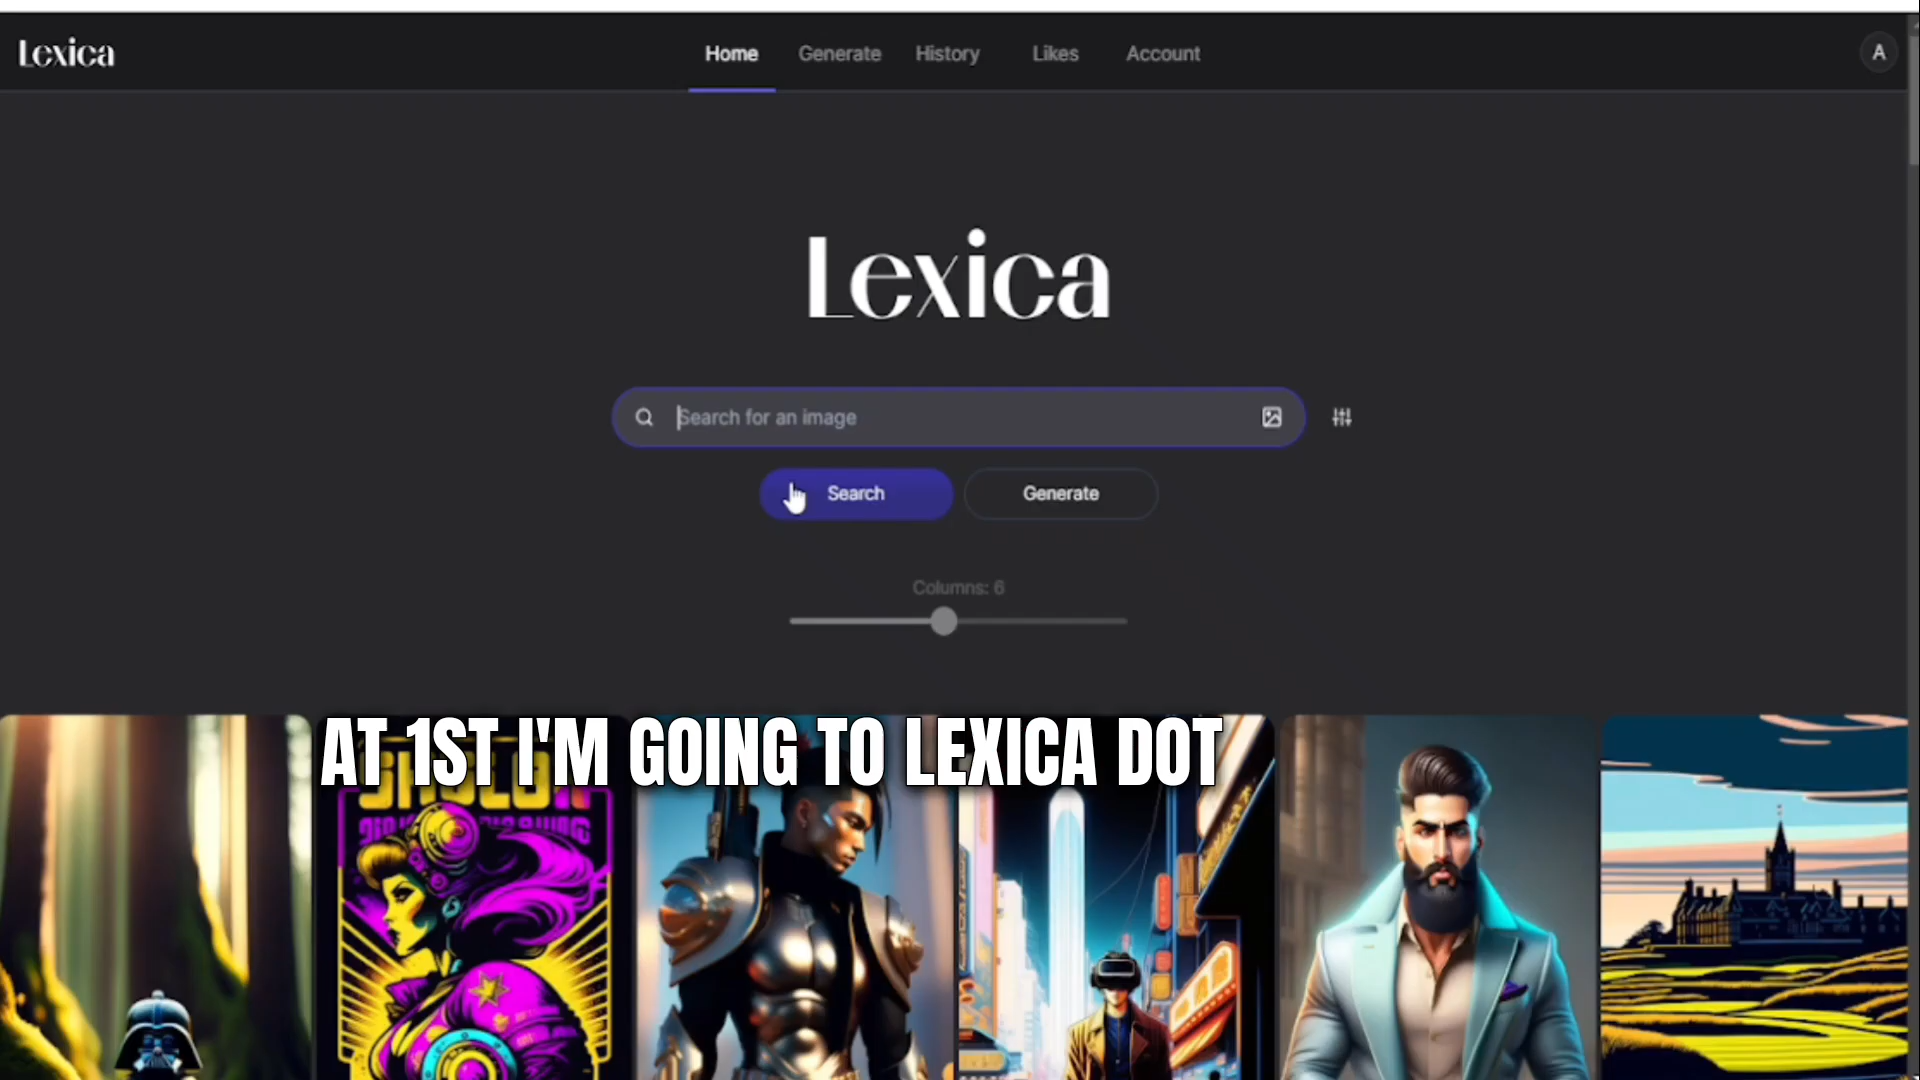 Lexica
Home Generate History Likes Account
A
Lexica
Search for an image
Search Generate
Columns: 6
AT 1ST I'M GOING TO LEXICA DOT